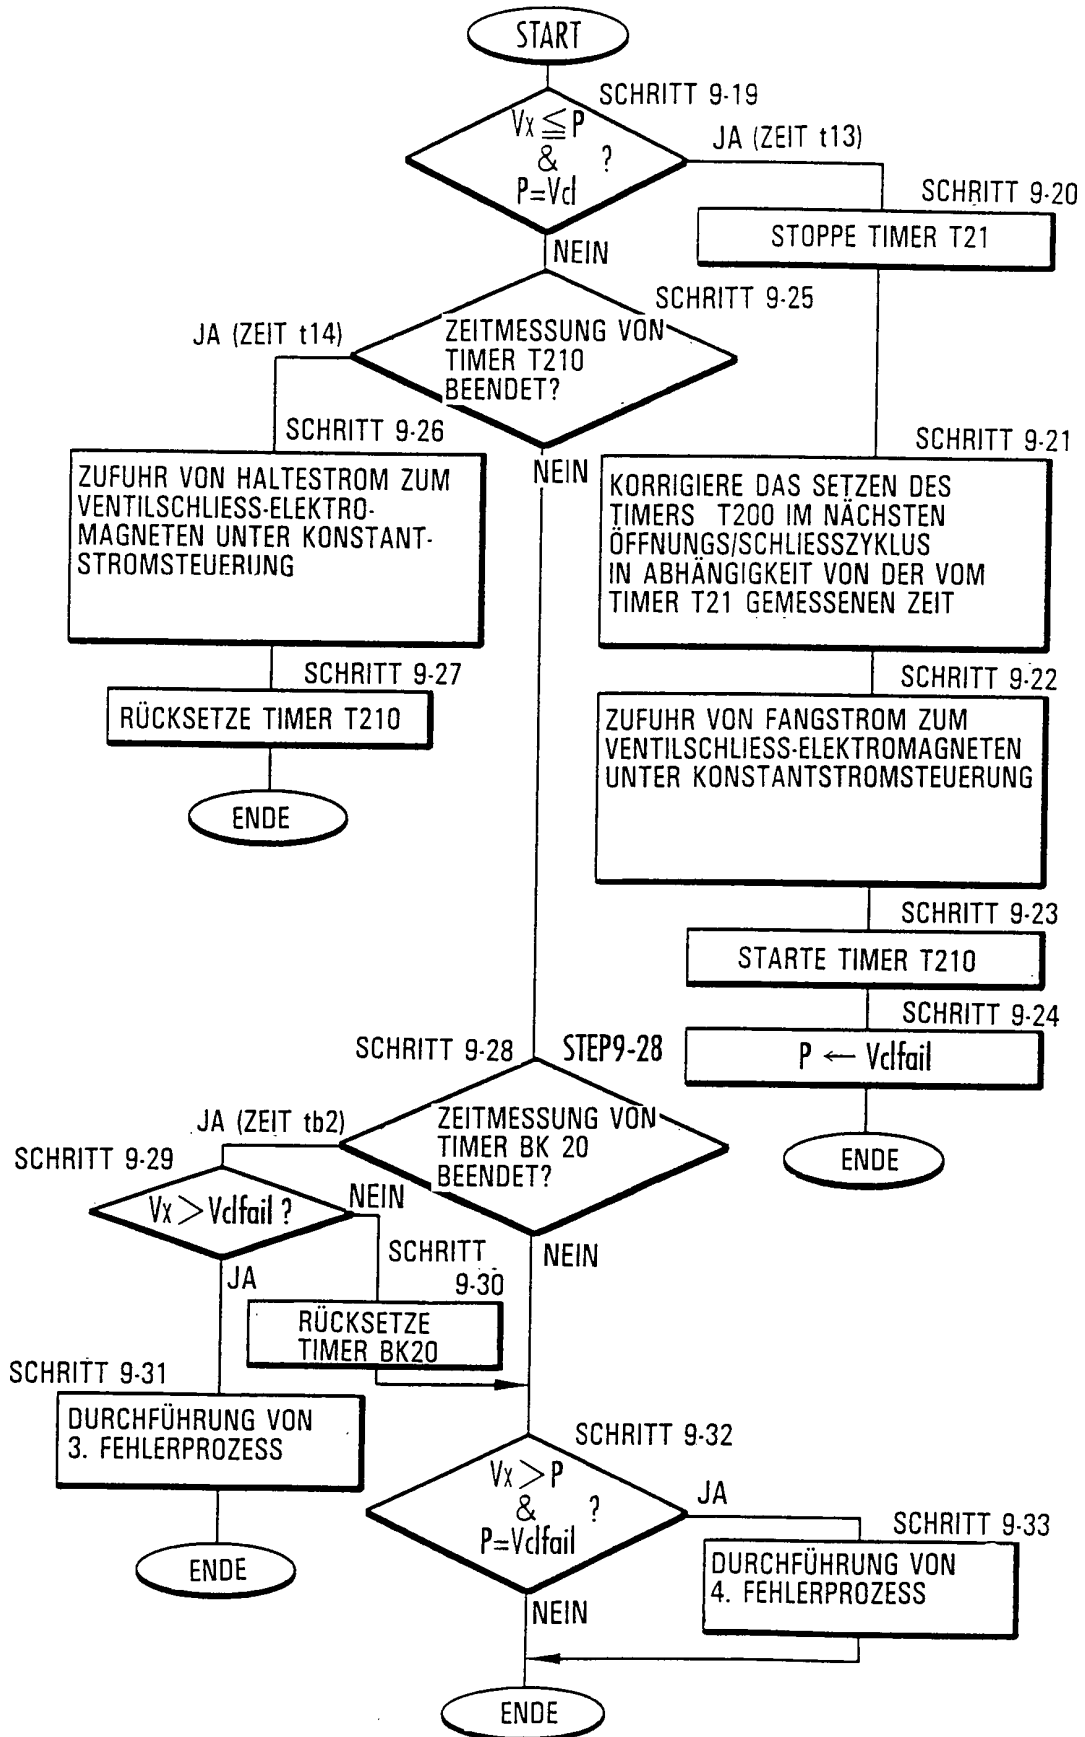 START
SCHRITT 9-19
Vx ≦ P
& ?
P=Vcl
JA (ZEIT t13)
NEIN
SCHRITT 9-20
STOPPE TIMER T21
SCHRITT 9-25
JA (ZEIT t14)
ZEITMESSUNG VON
TIMER T210
BEENDET?
NEIN
SCHRITT 9-26
ZUFUHR VON HALTESTROM ZUM
VENTILSCHLIESS-ELEKTRO-
MAGNETEN UNTER KONSTANT-
STROMSTEUERUNG
SCHRITT 9-27
RÜCKSETZE TIMER T210
ENDE
SCHRITT 9-21
KORRIGIERE DAS SETZEN DES
TIMERS T200 IM NÄCHSTEN
ÖFFNUNGS/SCHLIESSZYKLUS
IN ABHÄNGIGKEIT VON DER VOM
TIMER T21 GEMESSENEN ZEIT
SCHRITT 9-22
ZUFUHR VON FANGSTROM ZUM
VENTILSCHLIESS-ELEKTROMAGNETEN
UNTER KONSTANTSTROMSTEUERUNG
SCHRITT 9-23
STARTE TIMER T210
SCHRITT 9-24
P ← Vclfail
ENDE
SCHRITT 9-28 STEP9-28
JA (ZEIT tb2)
ZEITMESSUNG VON
TIMER BK 20
BEENDET?
NEIN
SCHRITT 9-29
Vx > Vclfail ?
NEIN
JA
SCHRITT
9-30
RÜCKSETZE
TIMER BK20
SCHRITT 9-31
DURCHFÜHRUNG VON
3. FEHLERPROZESS
ENDE
SCHRITT 9-32
Vx > P
& ?
P=Vclfail
JA
NEIN
SCHRITT 9-33
DURCHFÜHRUNG VON
4. FEHLERPROZESS
ENDE